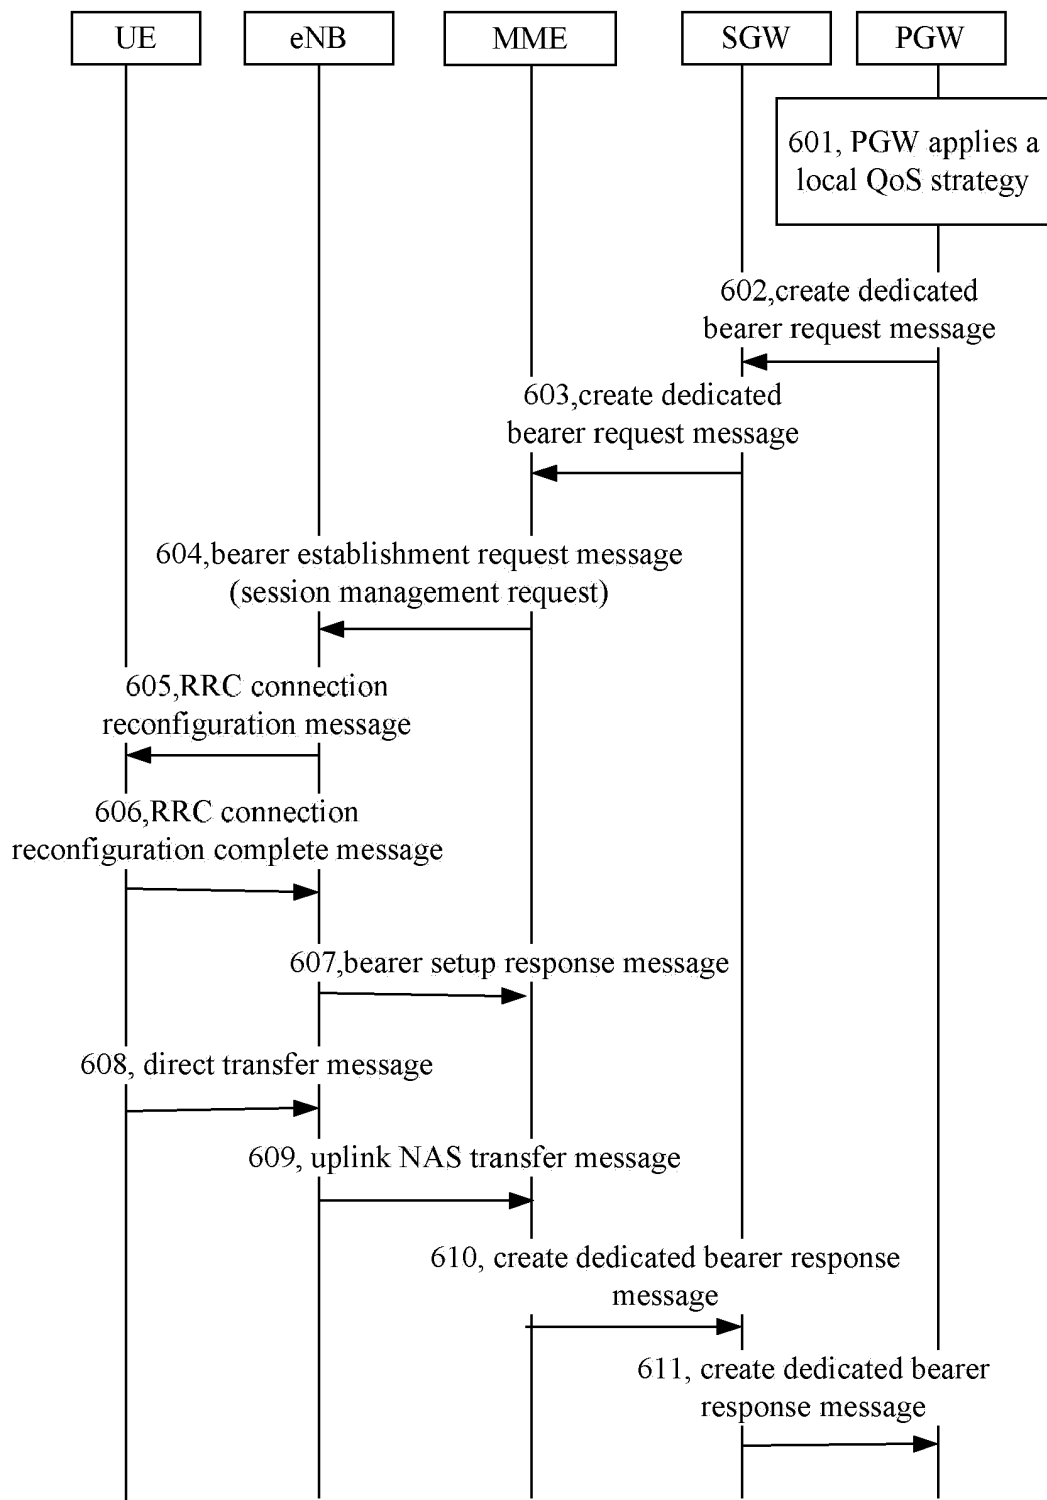 UE
eNB
MME
SGW
PGW
601, PGW applies a
local QoS strategy
602,create dedicated
bearer request message
603,create dedicated
bearer request message
604,bearer establishment request message
(session management request)
605,RRC connection
reconfiguration message
606,RRC connection
reconfiguration complete message
607,bearer setup response message
608, direct transfer message
609, uplink NAS transfer message
610, create dedicated bearer response
message
611, create dedicated bearer
response message